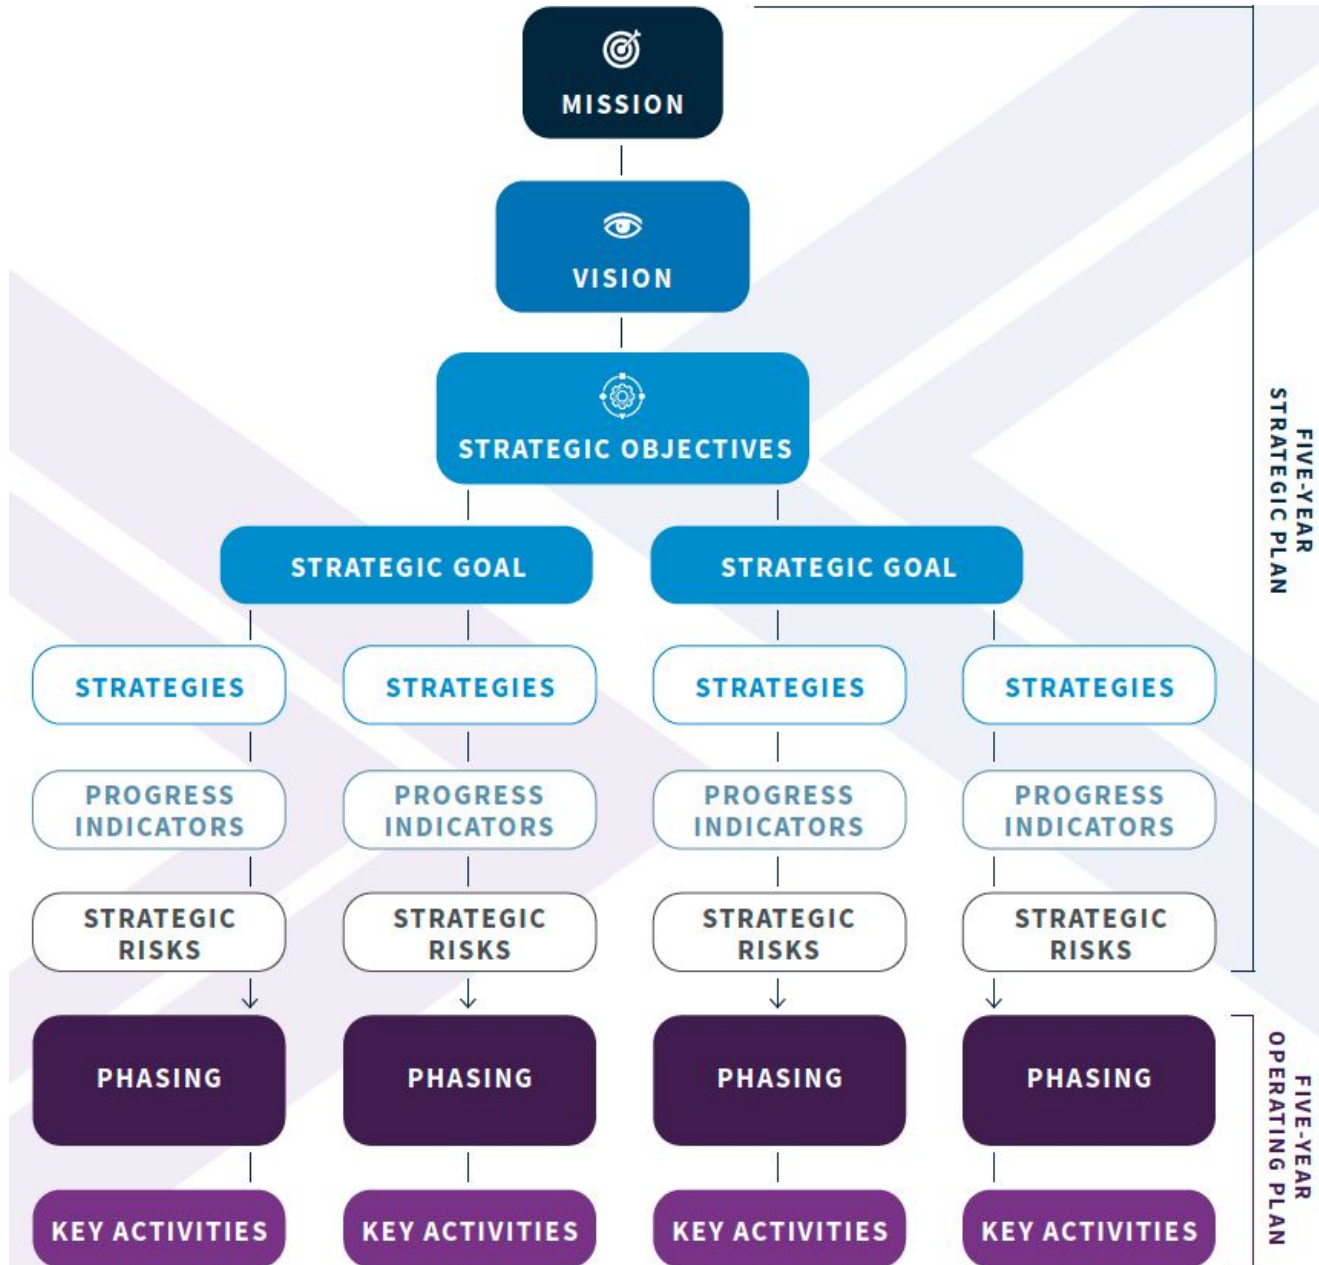 MISSION
VISION
STRATEGIC OBJECTIVES
STRATEGIC GOAL
STRATEGIC GOAL
STRATEGIES
STRATEGIES
STRATEGIES
STRATEGIES
PROGRESS
INDICATORS
PROGRESS
INDICATORS
PROGRESS
INDICATORS
PROGRESS
INDICATORS
STRATEGIC
RISKS
STRATEGIC
RISKS
STRATEGIC
RISKS
STRATEGIC
RISKS
PHASING
PHASING
PHASING
PHASING
KEY ACTIVITIES
KEY ACTIVITIES
KEY ACTIVITIES
KEY ACTIVITIES
FIVE-YEAR
STRATEGIC PLAN
FIVE-YEAR
OPERATING PLAN